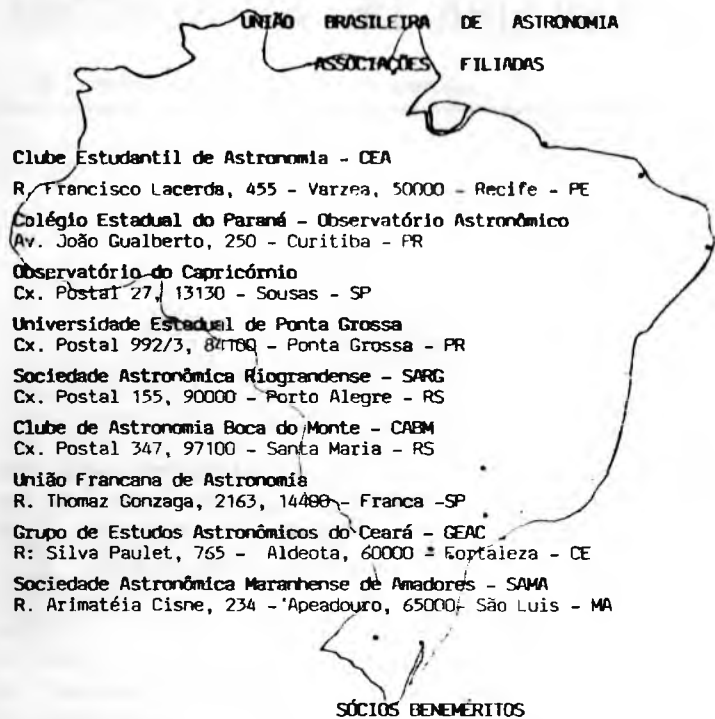 UNIÃO BRASILEIRA DE ASTRONOMIA
ASSOCIAÇÕES FILIADAS
Clube Estudantil de Astronomia - CEA
R. Francisco Lacerda, 455 - Varzea, 50000 - Recife - PE
Colégio Estadual do Paraná - Observatório Astronômico
Av. João Gualberto, 250 - Curitiba - PR
Observatório do Capricórnio
Cx. Postal 27, 13130 - Sousas - SP
Universidade Estadual de Ponta Grossa
Cx. Postal 992/3, 84100 - Ponta Grossa - PR
Sociedade Astronômica Riograndense - SARG
Cx. Postal 155, 90000 - Porto Alegre - RS
Clube de Astronomia Boca do Monte - CABM
Cx. Postal 347, 97100 - Santa Maria - RS
União Francana de Astronomia
R. Thomaz Gonzaga, 2163, 14400 - Franca -SP
Grupo de Estudos Astronômicos do Ceará - GEAC
R: Silva Paulet, 765 - Aldeota, 60000 - Fortaleza - CE
Sociedade Astronômica Maranhense de Amadores - SAMA
R. Arimatéia Cisne, 234 - Apeadouro, 65000- São Luis - MA
SÓCIOS BENEMÉRITOS